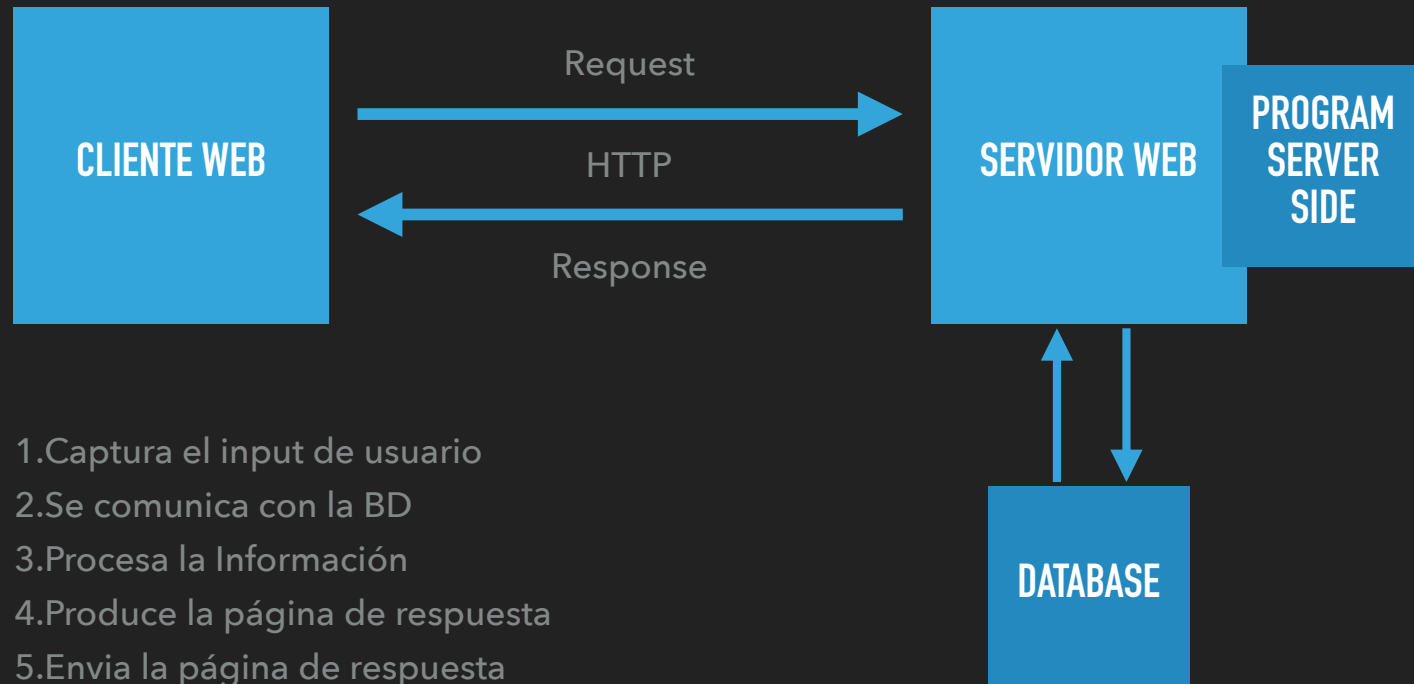 Request
CLIENTE WEB
HTTP
Response
SERVIDOR WEB
PROGRAM
SERVER
SIDE
1.Captura el input de usuario
2.Se comunica con la BD
3.Procesa la Información
4.Produce la página de respuesta
5.Envia la página de respuesta
DATABASE